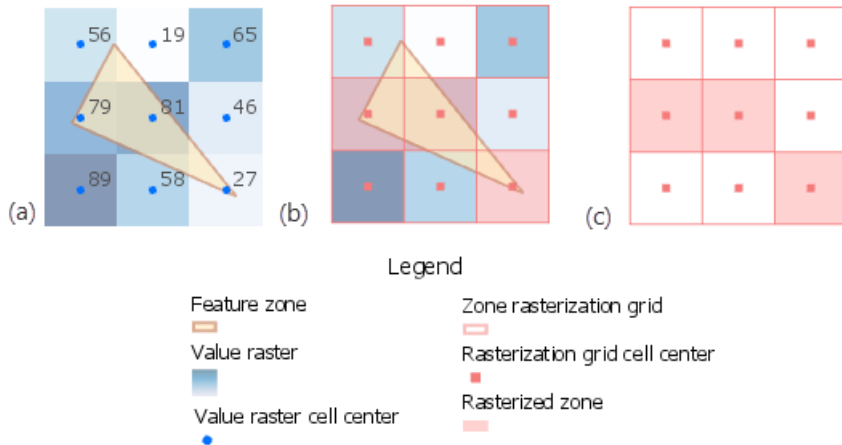 56 19 65
79 81 46
89 58 27
(a) (b) (c)
Legend
Feature zone
Value raster
Value raster cell center
Zone rasterization grid
Rasterization grid cell center
Rasterized zone